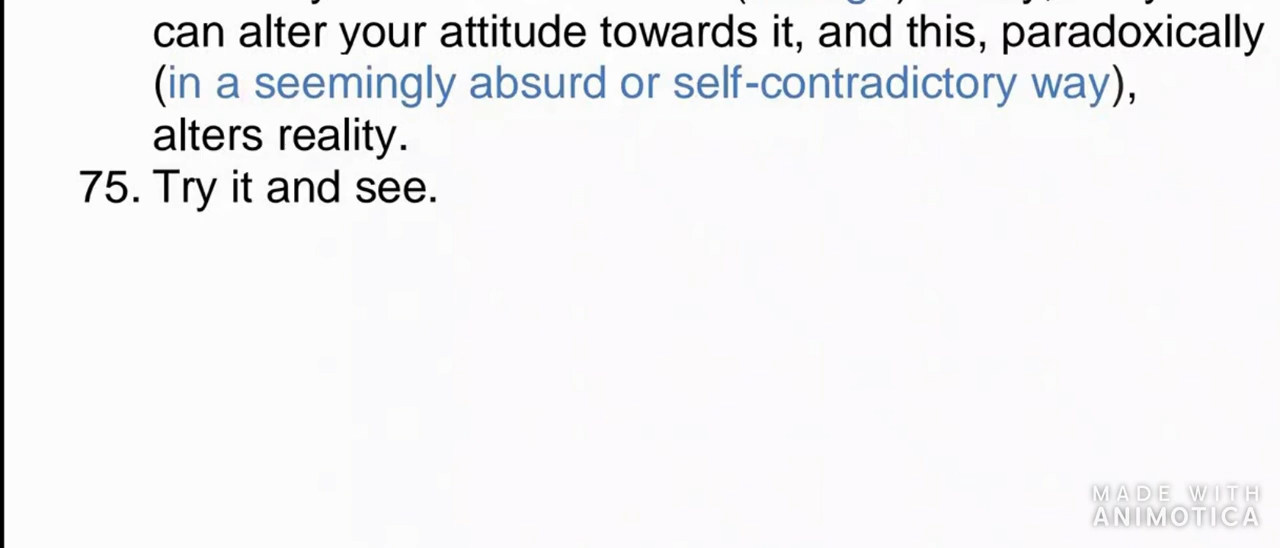 can alter your attitude towards it, and this, paradoxically
(in a seemingly absurd or self-contradictory way),
alters reality.
75. Try it and see.
MADE WITH
ANIMOTICA